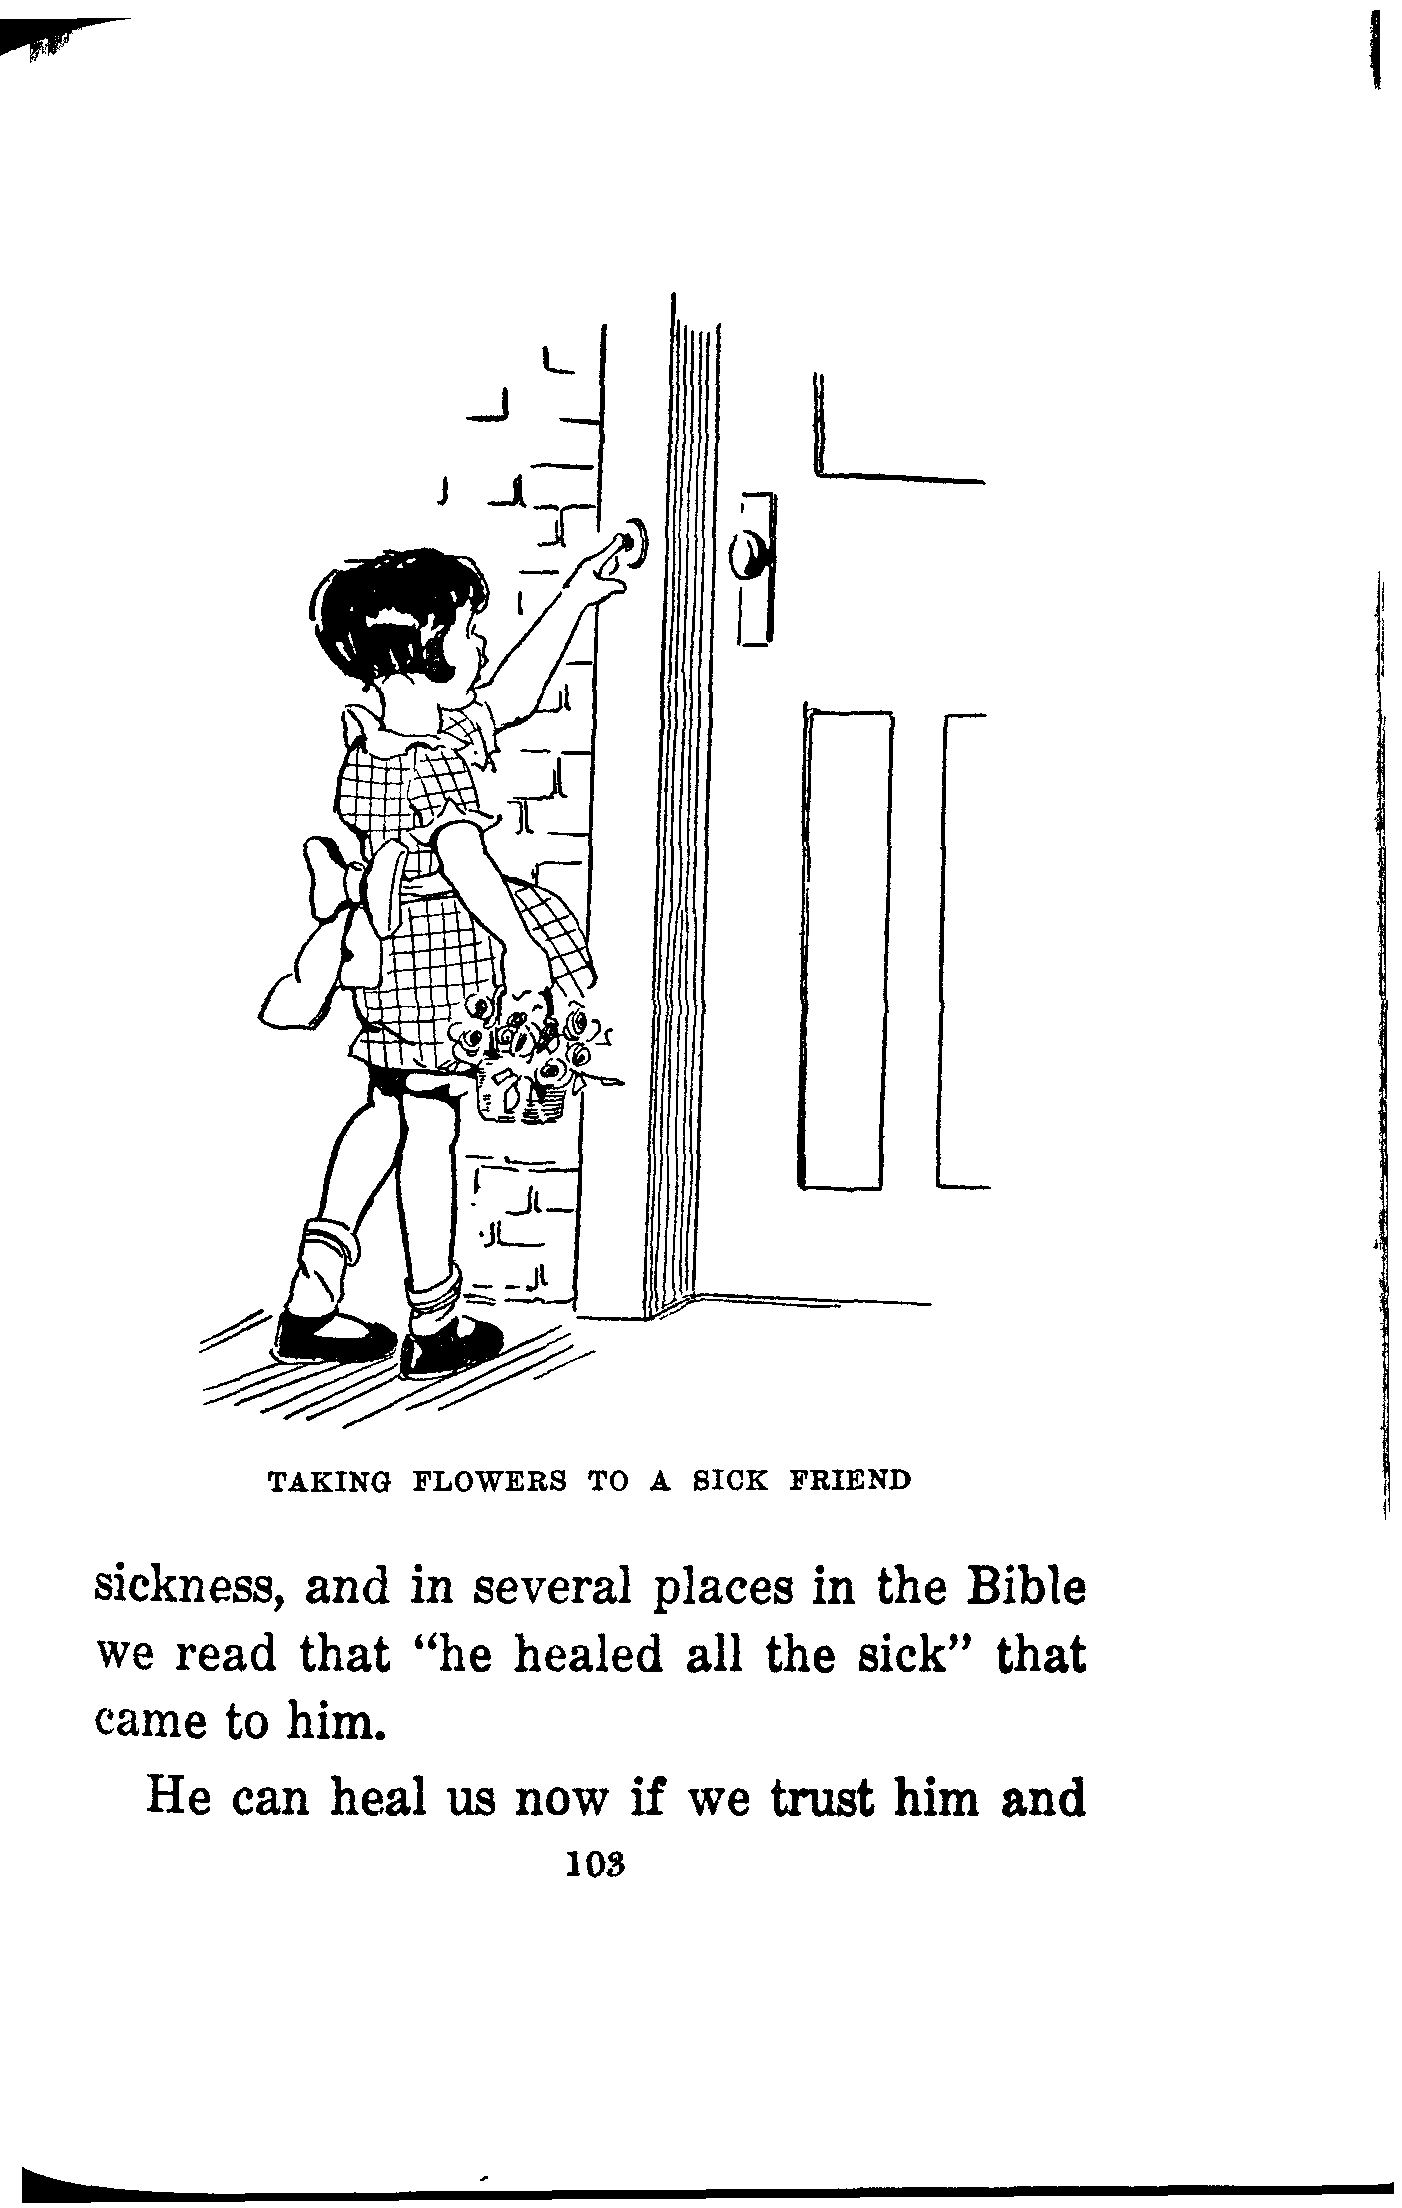 TAKING FLOWERS TO A SICK FRIEND
sickness, and in several places in the Bible
we read that “he healed all the sick” that
came to him.
He can heal us now if we trust him and
103